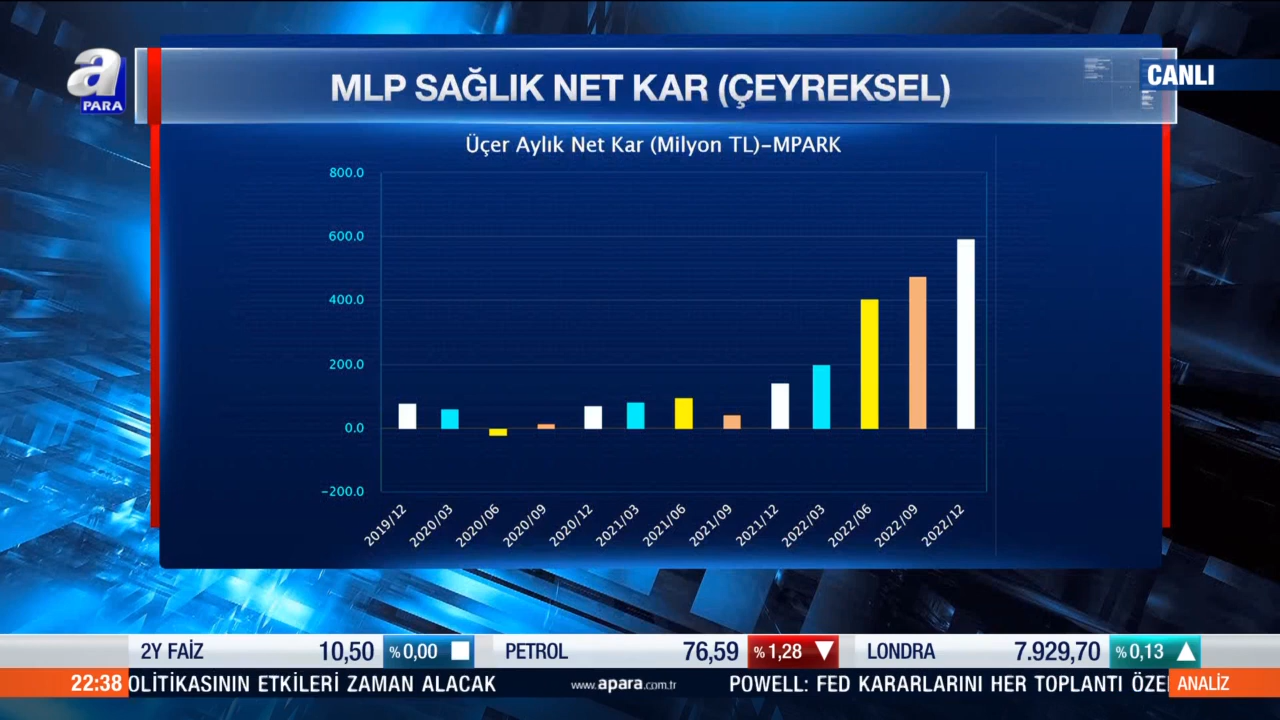 a
PARA
MLP SAĞLIK NET KAR (ÇEYREKSEL)
CANLI
Üçer Aylık Net Kar (Milyon TL)-MPARK
800.0
600.0
400.0
200.0
0.0
-200.0
2019/12
2020/03
2020/06
2020/09
2020/12
2021/03
2021/06
2021/09
2021/12
2022/03
2022/06
2022/09
2022/12
2Y FAİZ 10,50 %0,00 PETROL 76,59 %1,28 LONDRA 7.929,70 %0,13
22:38 OLİTİKASININ ETKİLERİ ZAMAN ALACAK www.apara.com.tr POWELL: FED KARARLARINI HER TOPLANTI ÖZE ANALİZ